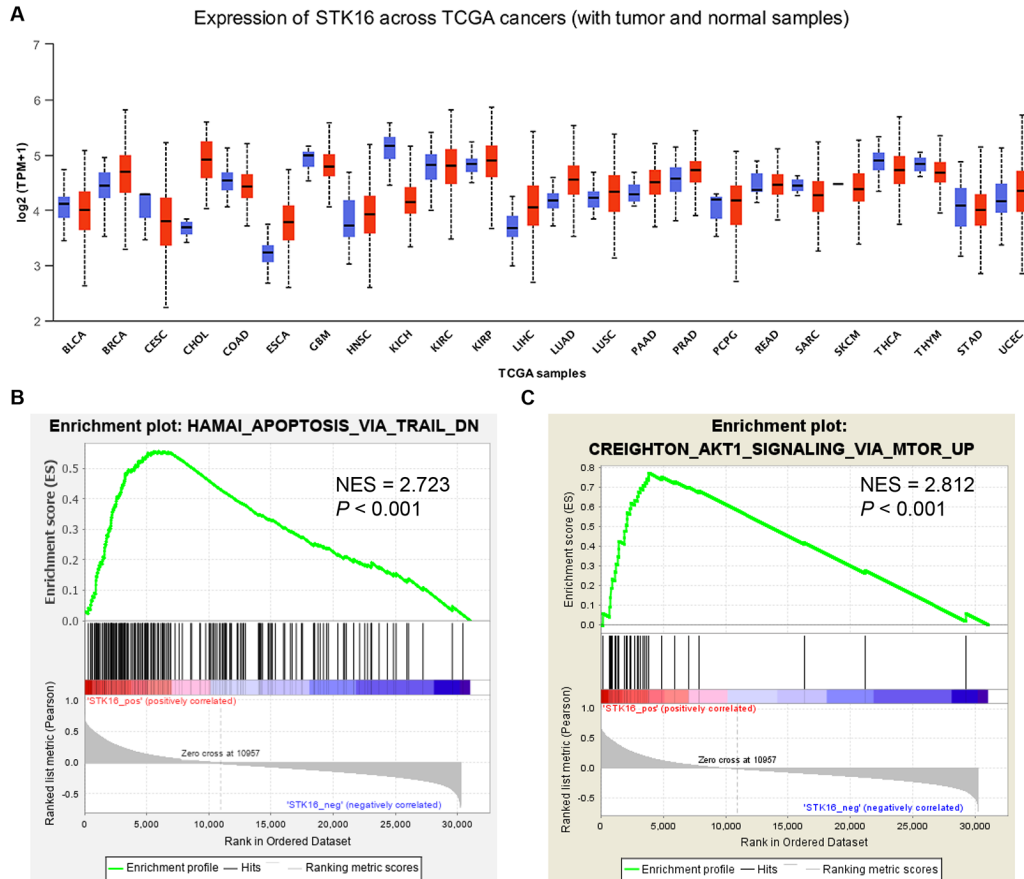 A
Expression of STK16 across TCGA cancers (with tumor and normal samples)
log2 (TPM+1)
7
6
5
4
3
2
BLCA
BRCA
CESC
CHOL
COAD
ESCA
GBM
HNSC
KICH
KIRC
KIRP
LIHC
LUAD
LUSC
PAAD
PRAD
PCPG
READ
SARC
SKCM
THCA
THYM
STAD
UCEC
TCGA samples
B
Enrichment plot: HAMAI_APOPTOSIS_VIA_TRAIL_DN
NES = 2.723
P < 0.001
Enrichment score (ES)
0.5
0.4
0.3
0.2
0.1
0.0
'STK16_pos' (positively correlated)
Ranked list metric (Pearson)
1.0
0.5
0.0
-0.5
Zero cross at 10957
'STK16_neg' (negatively correlated)
0 5,000 10,000 15,000 20,000 25,000 30,000
Rank in Ordered Dataset
Enrichment profile Hits Ranking metric scores
C
Enrichment plot:
CREIGHTON_AKT1_SIGNALING_VIA_MTOR_UP
NES = 2.812
P < 0.001
Enrichment score (ES)
0.8
0.7
0.6
0.5
0.4
0.3
0.2
0.1
0.0
'STK16_pos' (positively correlated)
Ranked list metric (Pearson)
1.0
0.5
0.0
-0.5
Zero cross at 10957
'STK16_neg' (negatively correlated)
0 5,000 10,000 15,000 20,000 25,000 30,000
Rank in Ordered Dataset
Enrichment profile Hits Ranking metric scores